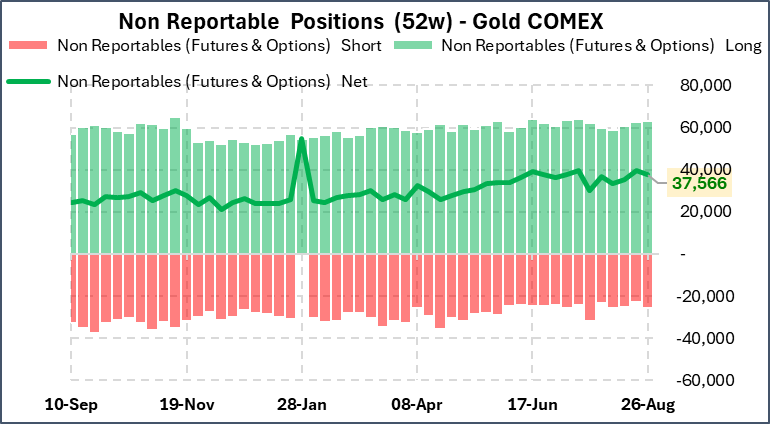 Non Reportable Positions (52w) - Gold COMEX
Non Reportables (Futures & Options) Short Non Reportables (Futures & Options) Long
Non Reportables (Futures & Options) Net
80,000
60,000
40,000
37,566
20,000
-
-20,000
-40,000
-60,000
10-Sep 19-Nov 28-Jan 08-Apr 17-Jun 26-Aug